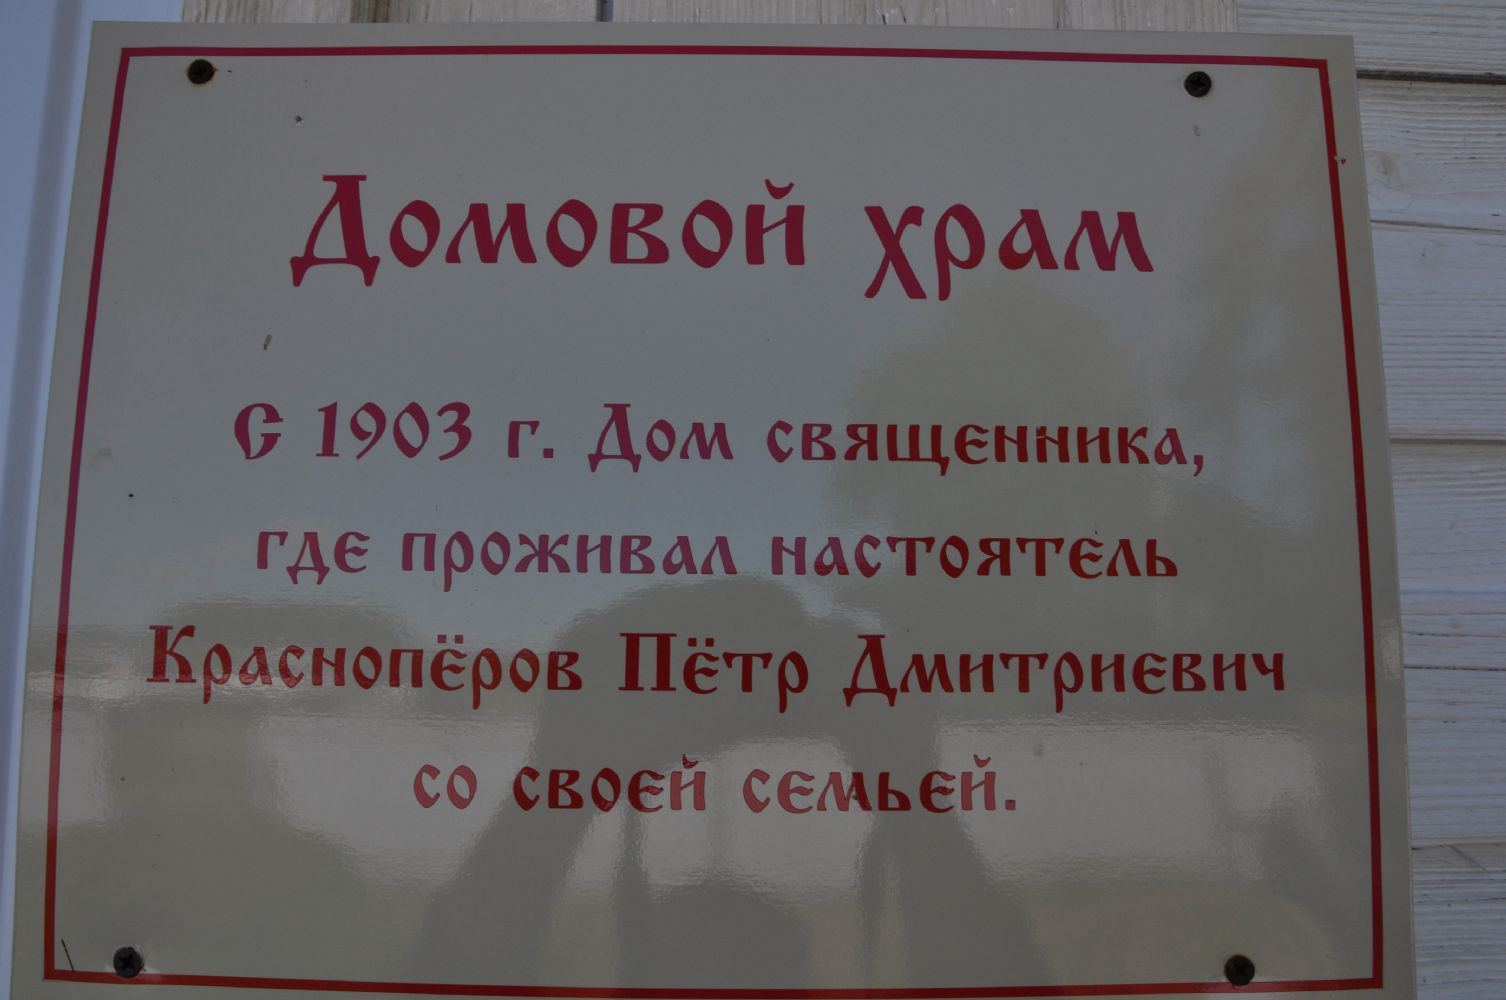 Домовой храм
С 1903 г. Дом священника,
где проживал настоятель
Краснопёров Пётр Дмитриевич
со своей семьей.